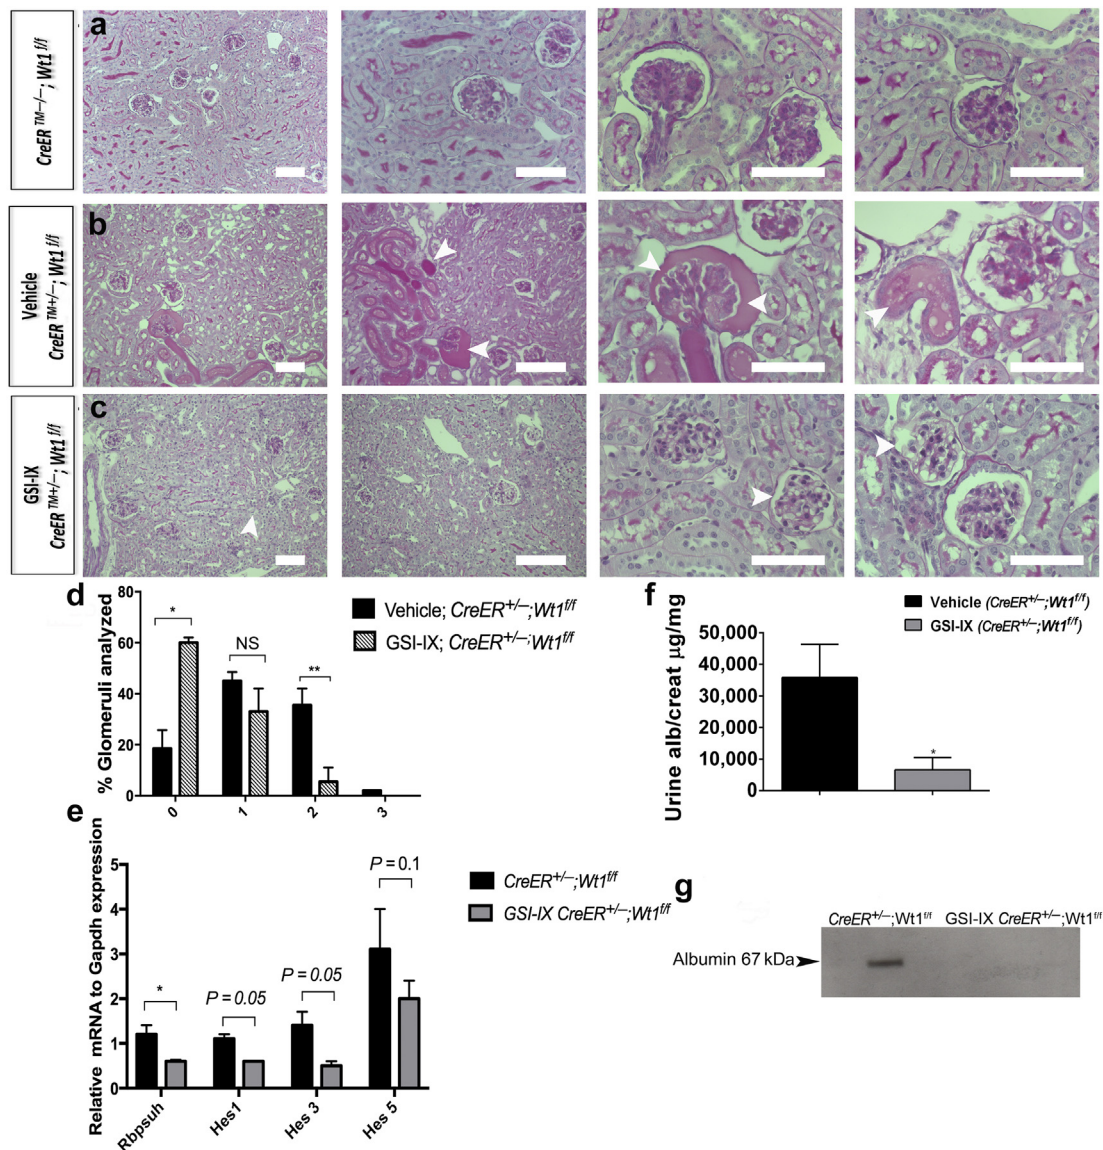 a
CreER TM–/–; Wt1 f/f
b
Vehicle
CreER TM+/–; Wt1 f/f
c
GSI-IX
CreER TM+/–; Wt1 f/f
d
% Glomeruli analyzed
80
60
40
20
0
*
NS
**
0
1
2
3
Vehicle; CreER+/–;Wt1f/f
GSI-IX; CreER+/–;Wt1f/f
f
Vehicle (CreER+/–;Wt1f/f)
GSI-IX (CreER+/–;Wt1f/f)
Urine alb/creat µg/mg
50,000
40,000
30,000
20,000
10,000
0
*
e
Relative mRNA to Gapdh expression
5
4
3
2
1
0
*
P = 0.05
P = 0.05
P = 0.1
Rbpsuh
Hes1
Hes 3
Hes 5
CreER+/–;Wt1f/f
GSI-IX CreER+/–;Wt1f/f
g
CreER+/–;Wt1f/f GSI-IX CreER+/–;Wt1f/f
Albumin 67 kDa